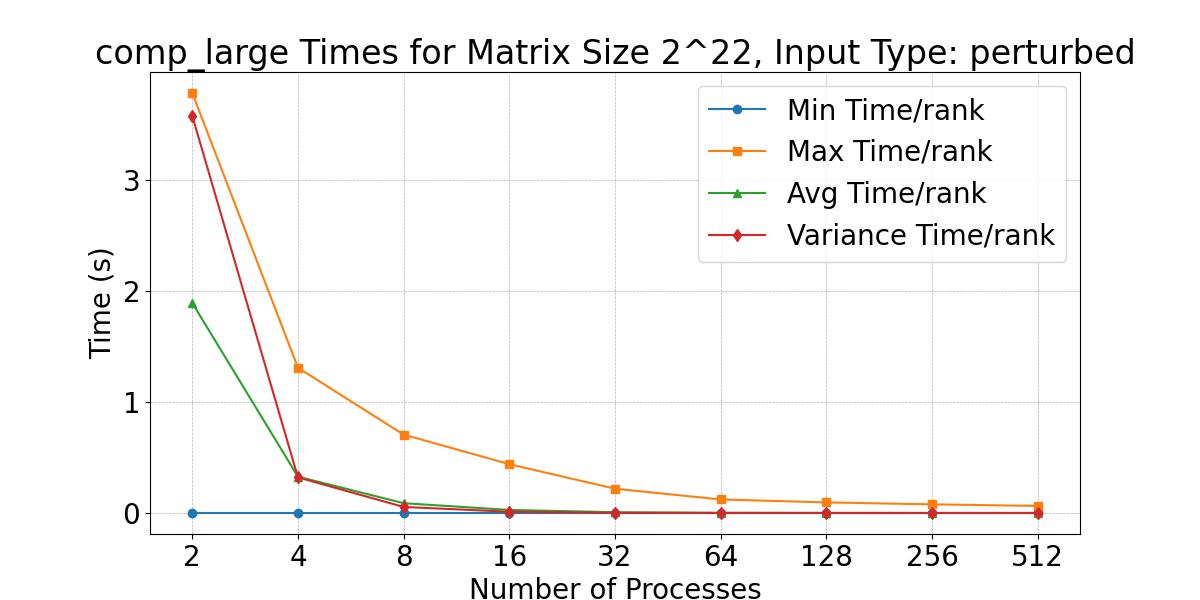 comp_large Times for Matrix Size 2^22, Input Type: perturbed
Min Time/rank
Max Time/rank
Avg Time/rank
Variance Time/rank
Time (s)
3
2
1
0
2 4 8 16 32 64 128 256 512
Number of Processes